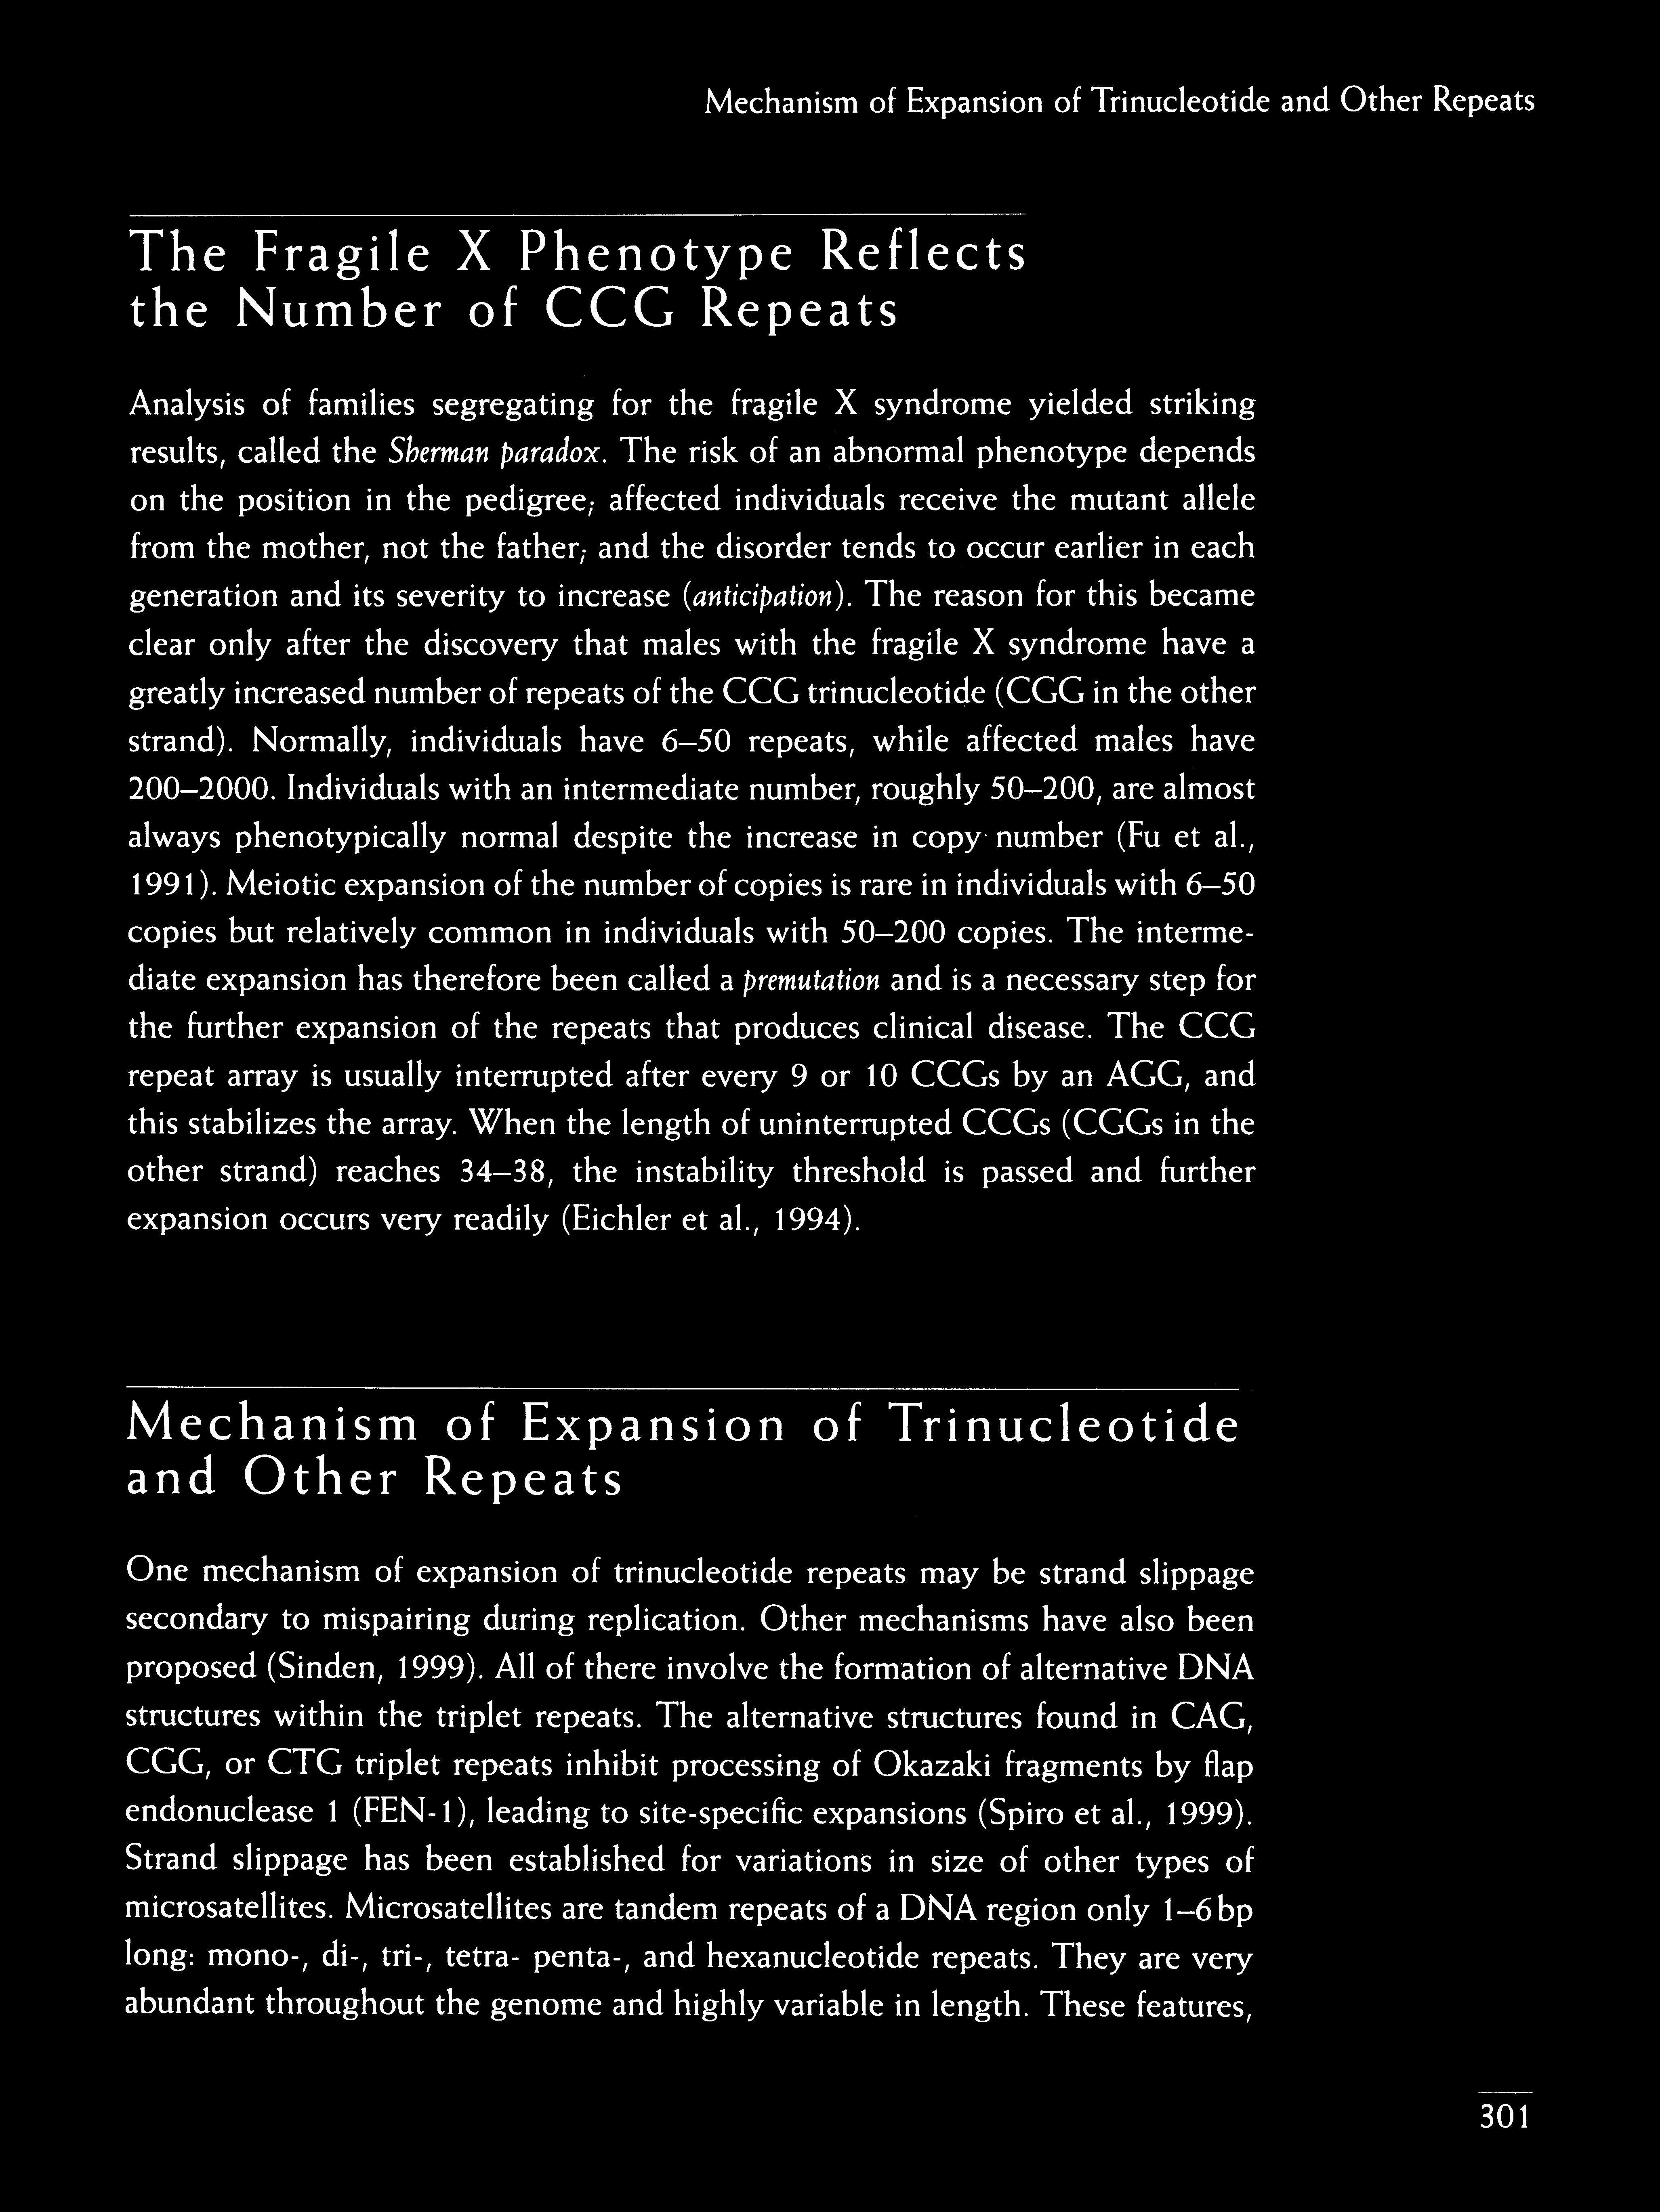 Mechanism of Expansion of Trinucleotide and Other Repeats
The Fragile X Phenotype Reflects
the Number of CCG Repeats
Analysis of families segregating for the fragile X syndrome yielded striking
results, called the Sherman paradox. The risk of an abnormal phenotype depends
on the position in the pedigree; affected individuals receive the mutant allele
from the mother, not the father; and the disorder tends to occur earlier in each
generation and its severity to increase (anticipation). The reason for this became
clear only after the discovery that males with the fragile X syndrome have a
greatly increased number of repeats of the CCG trinucleotide (CGG in the other
strand). Normally, individuals have 6–50 repeats, while affected males have
200–2000. Individuals with an intermediate number, roughly 50–200, are almost
always phenotypically normal despite the increase in copy number (Fu et al.,
1991). Meiotic expansion of the number of copies is rare in individuals with 6–50
copies but relatively common in individuals with 50–200 copies. The interme-
diate expansion has therefore been called a premutation and is a necessary step for
the further expansion of the repeats that produces clinical disease. The CCG
repeat array is usually interrupted after every 9 or 10 CCGs by an AGG, and
this stabilizes the array. When the length of uninterrupted CCGs (CGGs in the
other strand) reaches 34–38, the instability threshold is passed and further
expansion occurs very readily (Eichler et al., 1994).
Mechanism of Expansion of Trinucleotide
and Other Repeats
One mechanism of expansion of trinucleotide repeats may be strand slippage
secondary to mispairing during replication. Other mechanisms have also been
proposed (Sinden, 1999). All of there involve the formation of alternative DNA
structures within the triplet repeats. The alternative structures found in CAG,
CGG, or CTG triplet repeats inhibit processing of Okazaki fragments by flap
endonuclease 1 (FEN-1), leading to site-specific expansions (Spiro et al., 1999).
Strand slippage has been established for variations in size of other types of
microsatellites. Microsatellites are tandem repeats of a DNA region only 1–6 bp
long: mono-, di-, tri-, tetra- penta-, and hexanucleotide repeats. They are very
abundant throughout the genome and highly variable in length. These features,
301